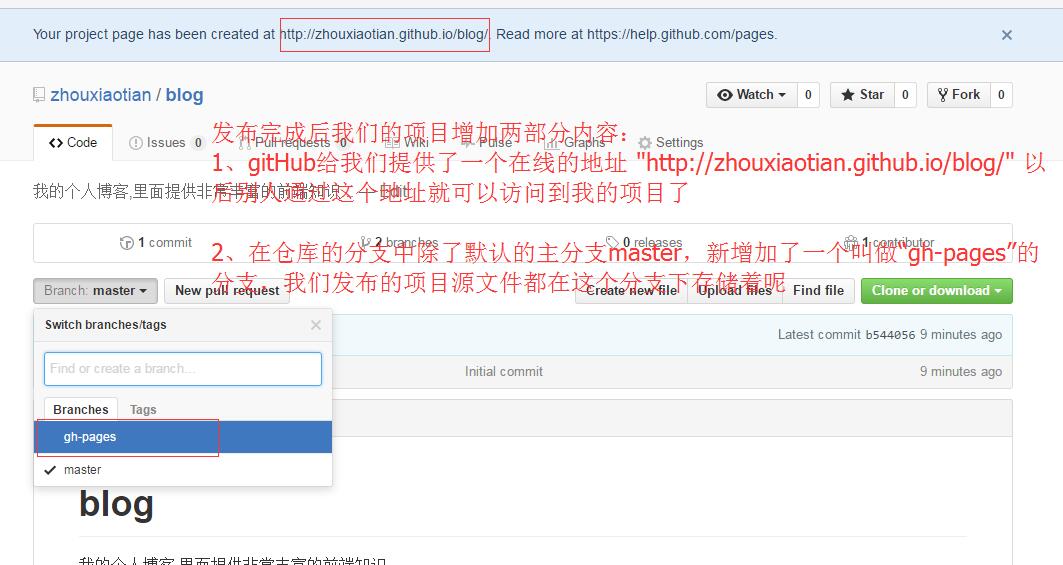 Your project page has been created at http://zhouxiaotian.github.io/blog/. Read more at https://help.github.com/pages.
zhouxiaotian / blog
Watch 0 Star 0 Fork 0
发布完成后我们的项目增加两部分内容：
Code Issues 0 Pull requests 0 Wiki Pulse Graphs Settings
1、gitHub给我们提供了一个在线的地址 "http://zhouxiaotian.github.io/blog/" 以
后别人通过这个地址就可以访问到我的项目了
我的个人博客,里面提供非常丰富的前端知识 Edit
1 commit 2 branches 0 releases 1 contributor
2、在仓库的分支中除了默认的主分支master，新增加了一个叫做“gh-pages”的
分支，我们发布的项目源文件都在这个分支下存储着呢
Branch: master New pull request Create new file Upload files Find file Clone or download
Switch branches/tags
Latest commit b544056 9 minutes ago
Find or create a branch...
Initial commit 9 minutes ago
Branches Tags
gh-pages
master
blog
我的个人博客,里面提供非常丰富的前端知识